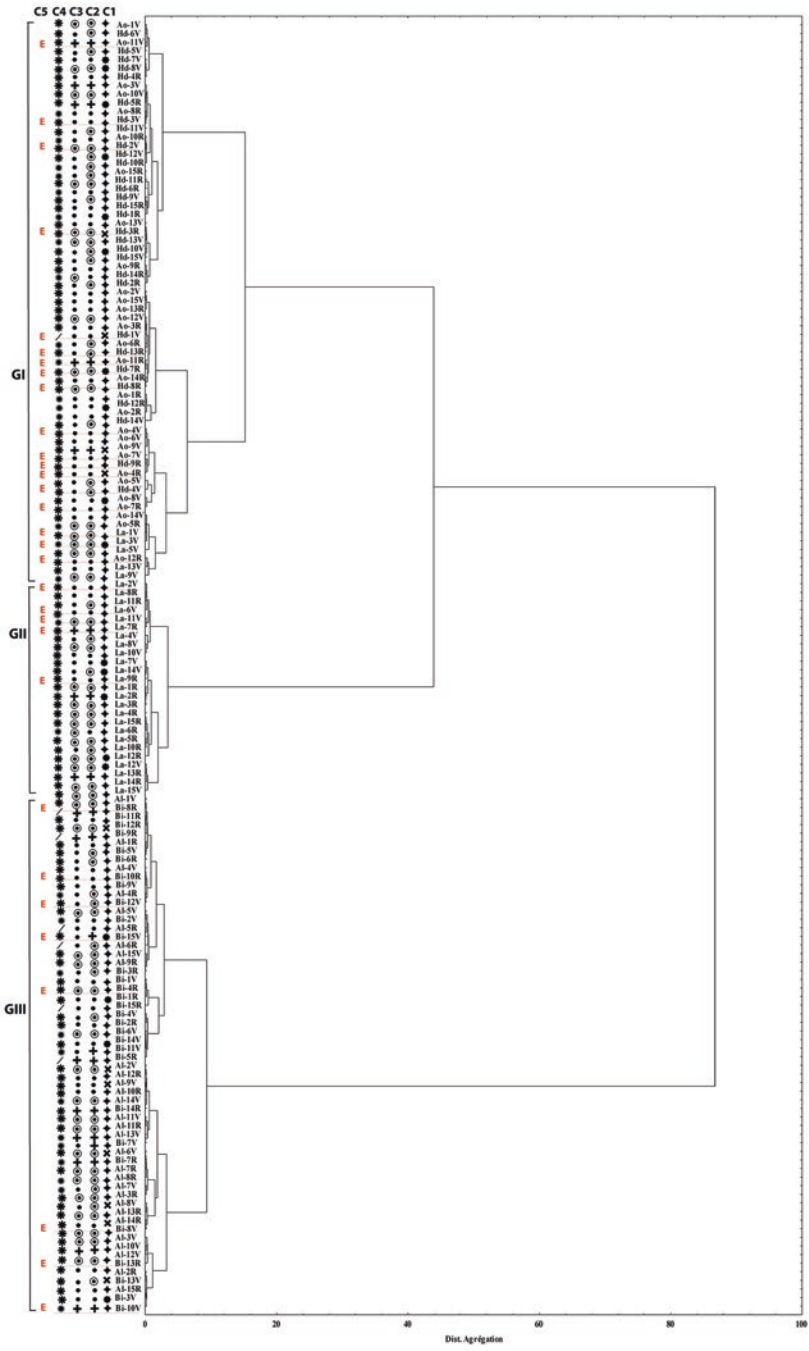 C5 C4 C3 C2 C1
Ao-1V
Hd-6V
E Ao-11V
Hd-5V
Hd-7V
Hd-8V
Hd-4R
Ao-3V
Ao-10V
Hd-5R
Ao-8R
E Hd-3V
Hd-11V
Ao-10R
E Hd-2V
Hd-12V
Hd-10R
Ao-15R
Hd-11R
Hd-6R
Hd-9V
Hd-15R
Hd-1R
Ao-13V
E Hd-3R
Hd-13V
Hd-10V
Hd-15V
Ao-9R
Hd-14R
Hd-2R
Ao-2V
Ao-15V
Ao-13R
Ao-12V
Ao-3R
E Hd-1V
Ao-6R
E Hd-13R
E Ao-11R
GI E Hd-7R
Ao-14R
E Hd-8R
Ao-1R
Hd-12R
Ao-2R
Hd-14V
E Ao-4V
Ao-6V
Ao-9V
E Ao-7V
E Hd-9R
E Ao-4R
Ao-5V
E Hd-4V
Ao-8V
E Ao-7R
Ao-14V
Ao-5R
E La-1V
E La-3V
La-5V
E Ao-12R
La-13V
La-9V
La-2V
E La-8R
La-11R
E La-6V
E La-11V
E La-7R
GII La-4V
La-8V
La-10V
La-7V
La-14V
E La-9R
La-1R
La-2R
La-3R
La-4R
La-15R
La-6R
La-5R
La-10R
La-12R
La-12V
La-13R
La-14R
La-15V
Al-1V
E Bi-8R
Bi-11R
Bi-12R
Bi-9R
Al-1R
Bi-5V
Bi-6R
Al-4V
E Bi-10R
Bi-9V
Al-4R
E Bi-12V
Al-5V
Bi-2V
Al-5R
E Bi-15V
Al-6R
Al-15V
Al-9R
Bi-3R
Bi-1V
E Bi-4R
Bi-1R
GIII Bi-15R
Bi-4V
Bi-2R
Bi-6V
Bi-14V
Bi-11V
Bi-5R
Al-2V
Al-12R
Al-9V
Al-10R
Al-14V
Bi-14R
Al-11V
Al-11R
Al-13V
Bi-7V
Al-6V
Bi-7R
Al-7R
Al-8R
Al-7V
Al-3R
Al-8V
Al-13R
Al-14R
E Bi-8V
Al-3V
Al-10V
Al-12V
E Bi-13R
Al-2R
Bi-13V
Al-15R
Bi-3V
E Bi-10V
0 20 40 60 80 100
Dist. Agrégation